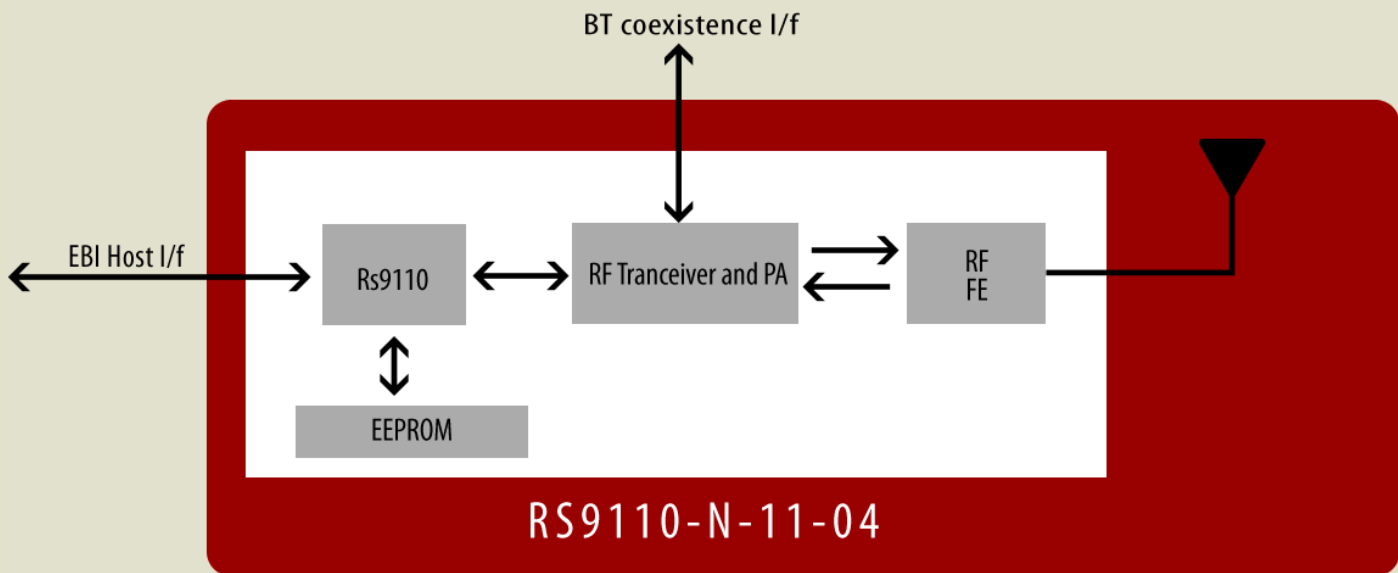 BT coexistence I/f
EBI Host I/f
Rs9110
RF Tranceiver and PA
RF
FE
EEPROM
RS9110-N-11-04